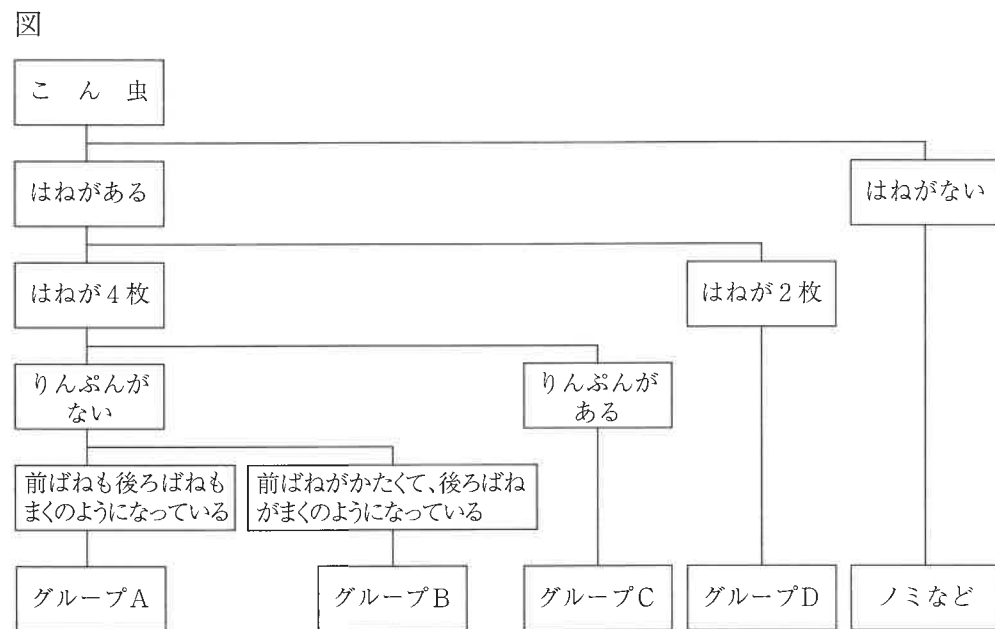 図
こん虫
はねがある
はねがない
はねが4枚
はねが2枚
りんぷんが
ない
りんぷんが
ある
前ばねも後ろばねも
まくのようになっている
前ばねがかたくて、後ろばね
がまくのようになっている
グループA
グループB
グループC
グループD
ノミなど